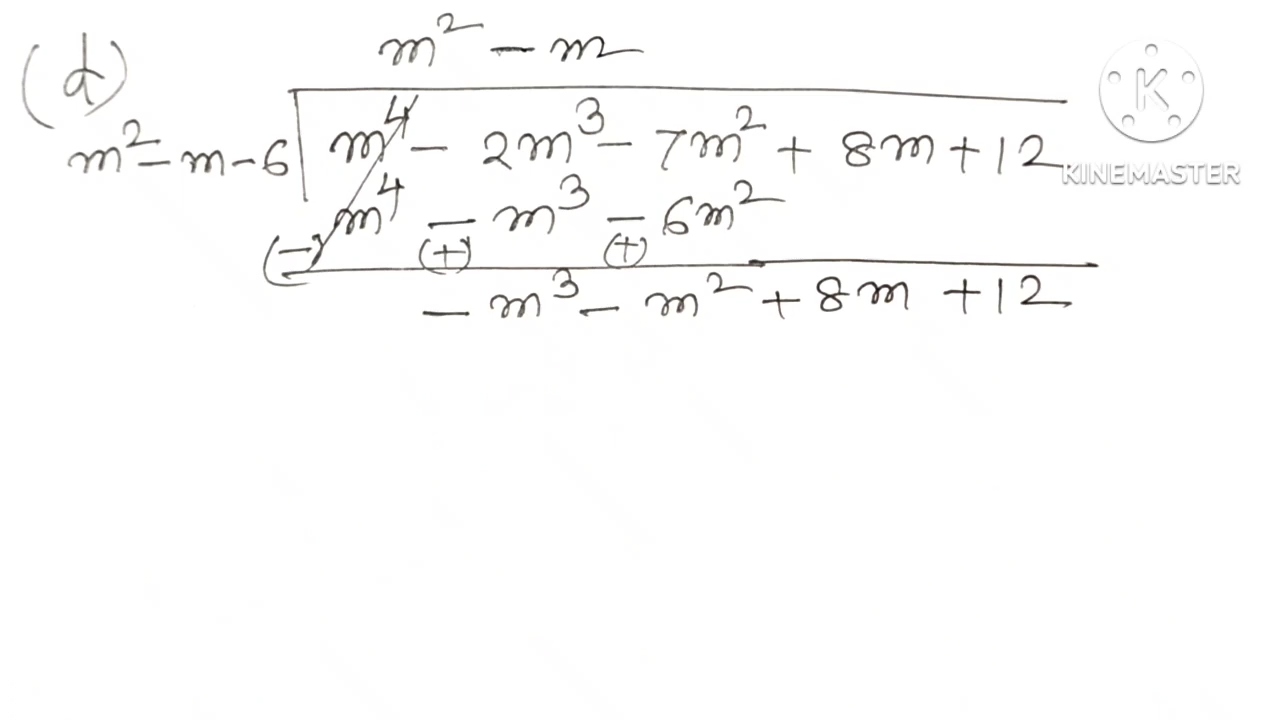 m² - m
(d)
m² - m - 6 m⁴ - 2m³ - 7m² + 8m + 12
m⁴ - m³ - 6m²
(-) (+) (+)
- m³ - m² + 8m + 12
K
KINEMASTER